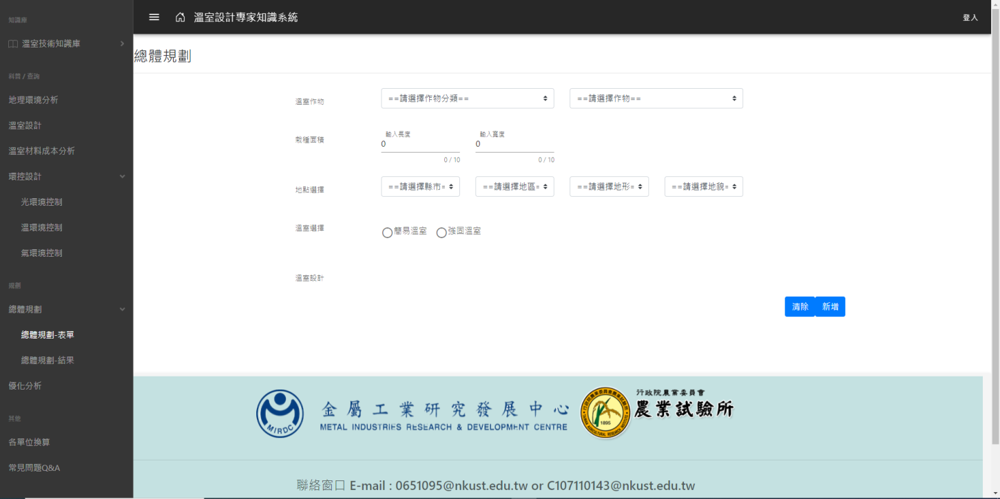 知識庫
溫室技術知識庫
科普 / 查詢
地理環境分析
溫室設計
溫室材料成本分析
環控設計
光環境控制
溫環境控制
氣環境控制
規劃
總體規劃
總體規劃-表單
總體規劃-結果
優化分析
其他
各單位換算
常見問題Q&A
溫室設計專家知識系統
登入
總體規劃
溫室作物
==請選擇作物分類==
==請選擇作物==
栽種面積
輸入長度
0
0 / 10
輸入寬度
0
0 / 10
地點選擇
==請選擇縣市=
==請選擇地區=
==請選擇地形=
==請選擇地貌=
溫室選擇
簡易溫室
強固溫室
溫室設計
清除
新增
MIRDC
金屬工業研究發展中心
METAL INDUSTRIES RESEARCH & DEVELOPMENT CENTRE
1895
行政院農業委員會
農業試驗所
聯絡窗口 E-mail : 0651095@nkust.edu.tw or C107110143@nkust.edu.tw